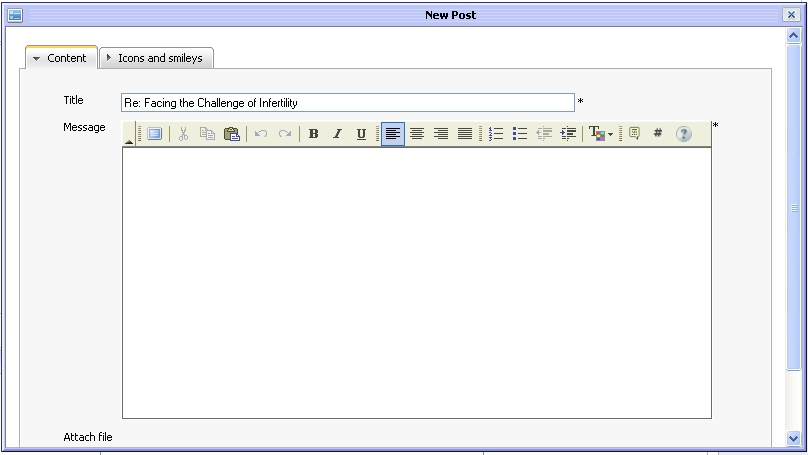 New Post
Content
Icons and smileys
Title
Re: Facing the Challenge of Infertility
*
Message
B I U T # ?
*
Attach file